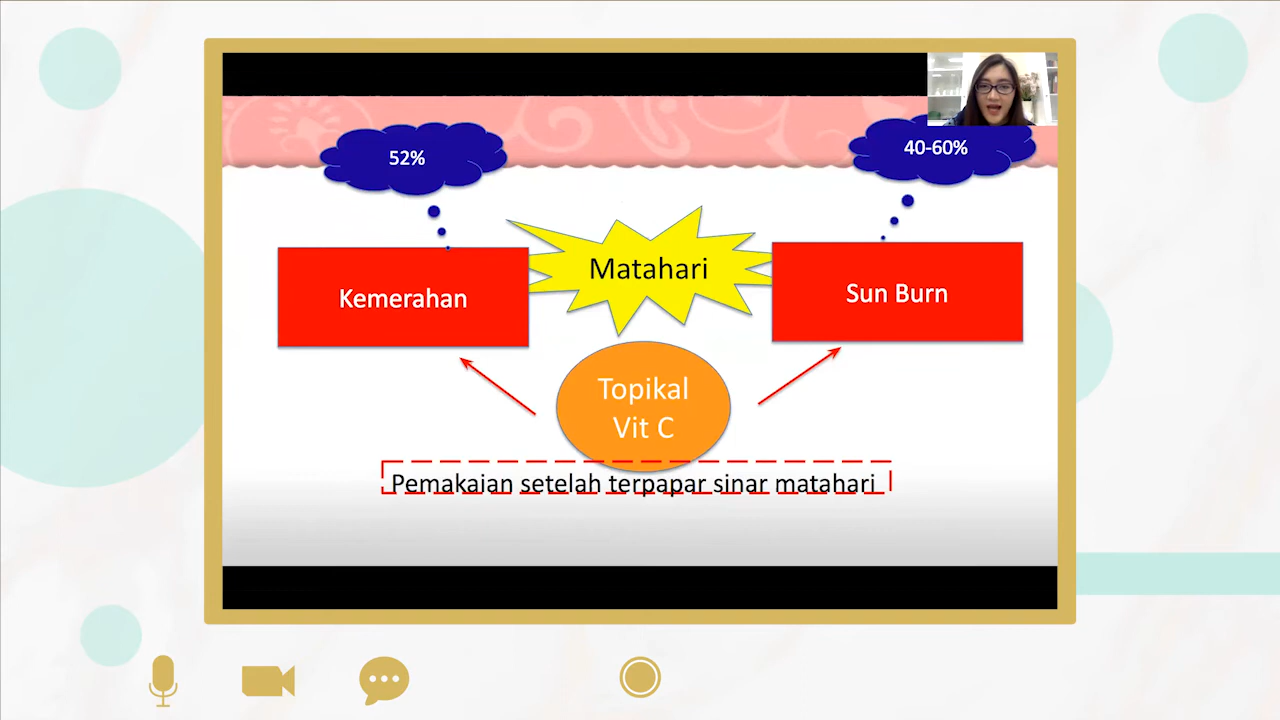 52%
40-60%
Matahari
Kemerahan
Sun Burn
Topikal
Vit C
Pemakaian setelah terpapar sinar matahari